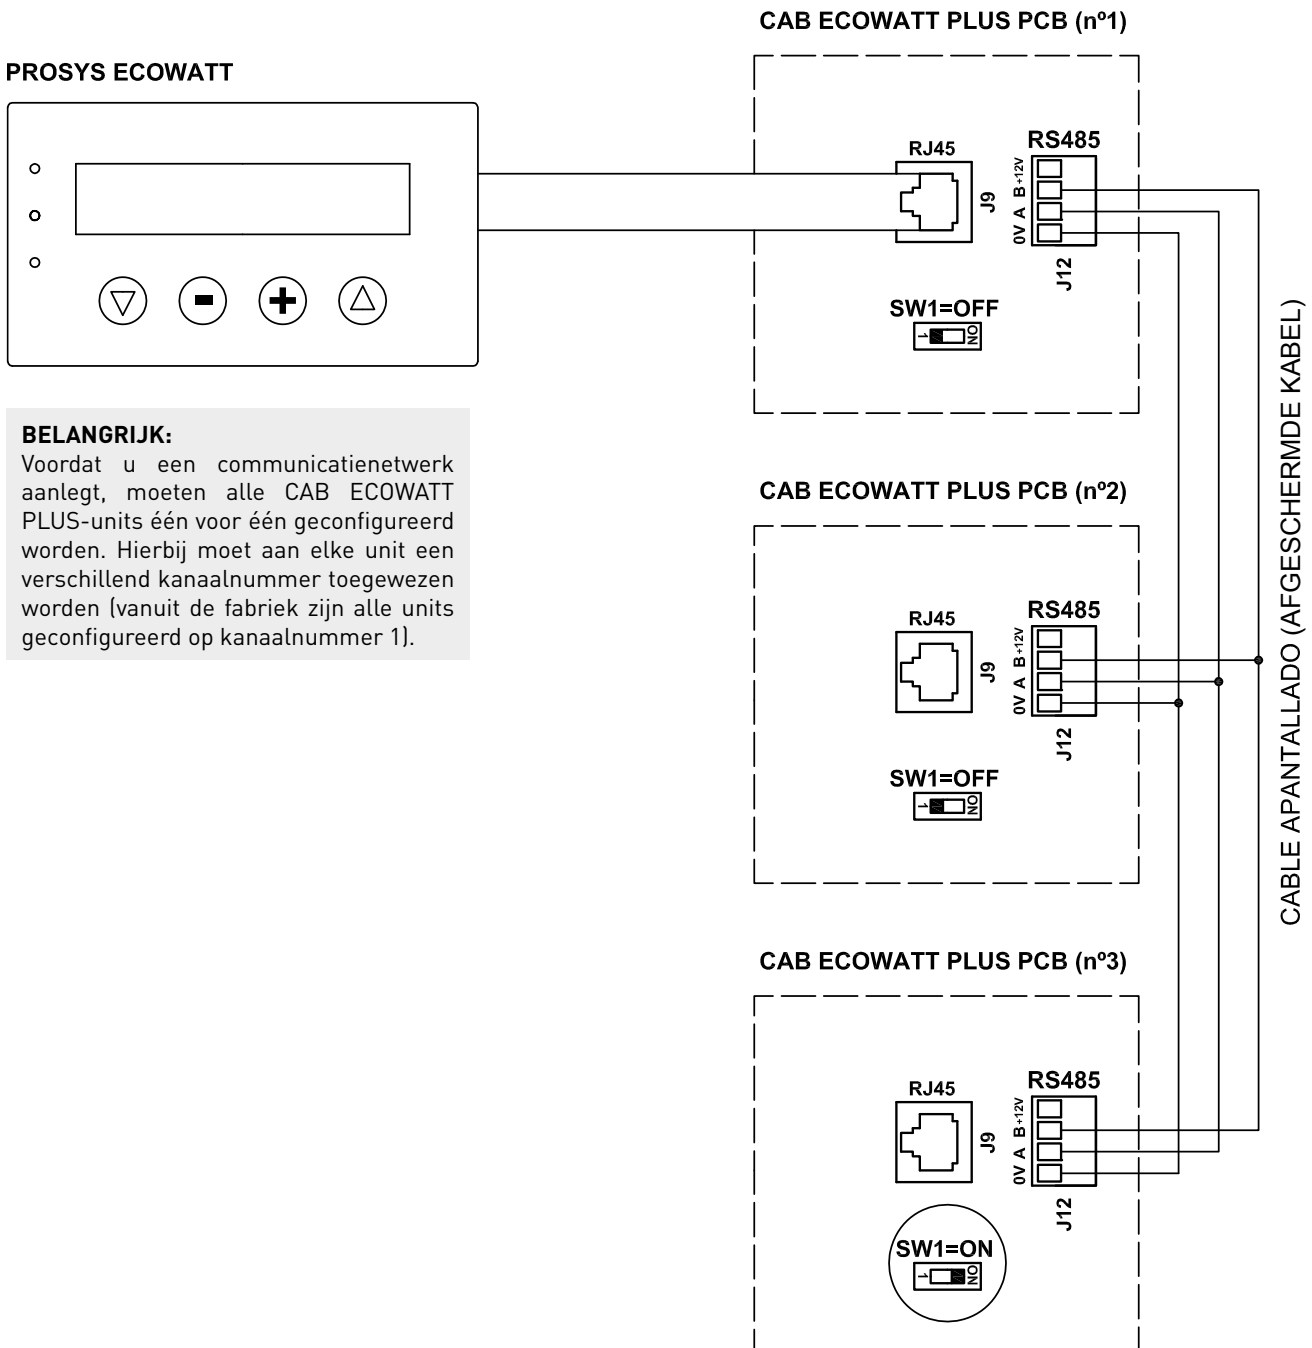 CAB ECOWATT PLUS PCB (nº1)
PROSYS ECOWATT
RJ45
RS485
J9
0V A B +12V
J12
SW1=OFF
1 ON
BELANGRIJK:
Voordat u een communicatienetwerk
aanlegt, moeten alle CAB ECOWATT
PLUS-units één voor één geconfigureerd
worden. Hierbij moet aan elke unit een
verschillend kanaalnummer toegewezen
worden (vanuit de fabriek zijn alle units
geconfigureerd op kanaalnummer 1).
CABLE APANTALLADO (AFGESCHERMDE KABEL)
CAB ECOWATT PLUS PCB (nº2)
RJ45
RS485
J9
0V A B +12V
J12
SW1=OFF
1 ON
CAB ECOWATT PLUS PCB (nº3)
RJ45
RS485
J9
0V A B +12V
J12
SW1=ON
1 ON